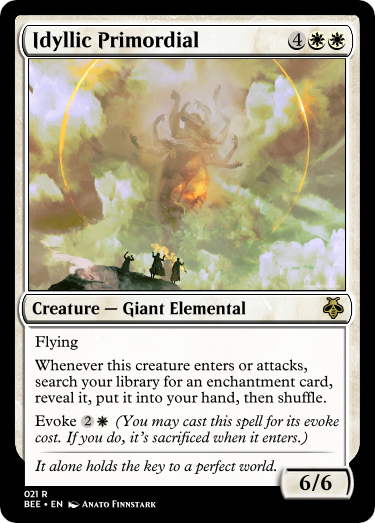 Idyllic Primordial 4
Creature — Giant Elemental
Flying
Whenever this creature enters or attacks,
search your library for an enchantment card,
reveal it, put it into your hand, then shuffle.
Evoke 2 (You may cast this spell for its evoke
cost. If you do, it's sacrificed when it enters.)
It alone holds the key to a perfect world.
6/6
021 R
BEE • EN Anato Finnstark